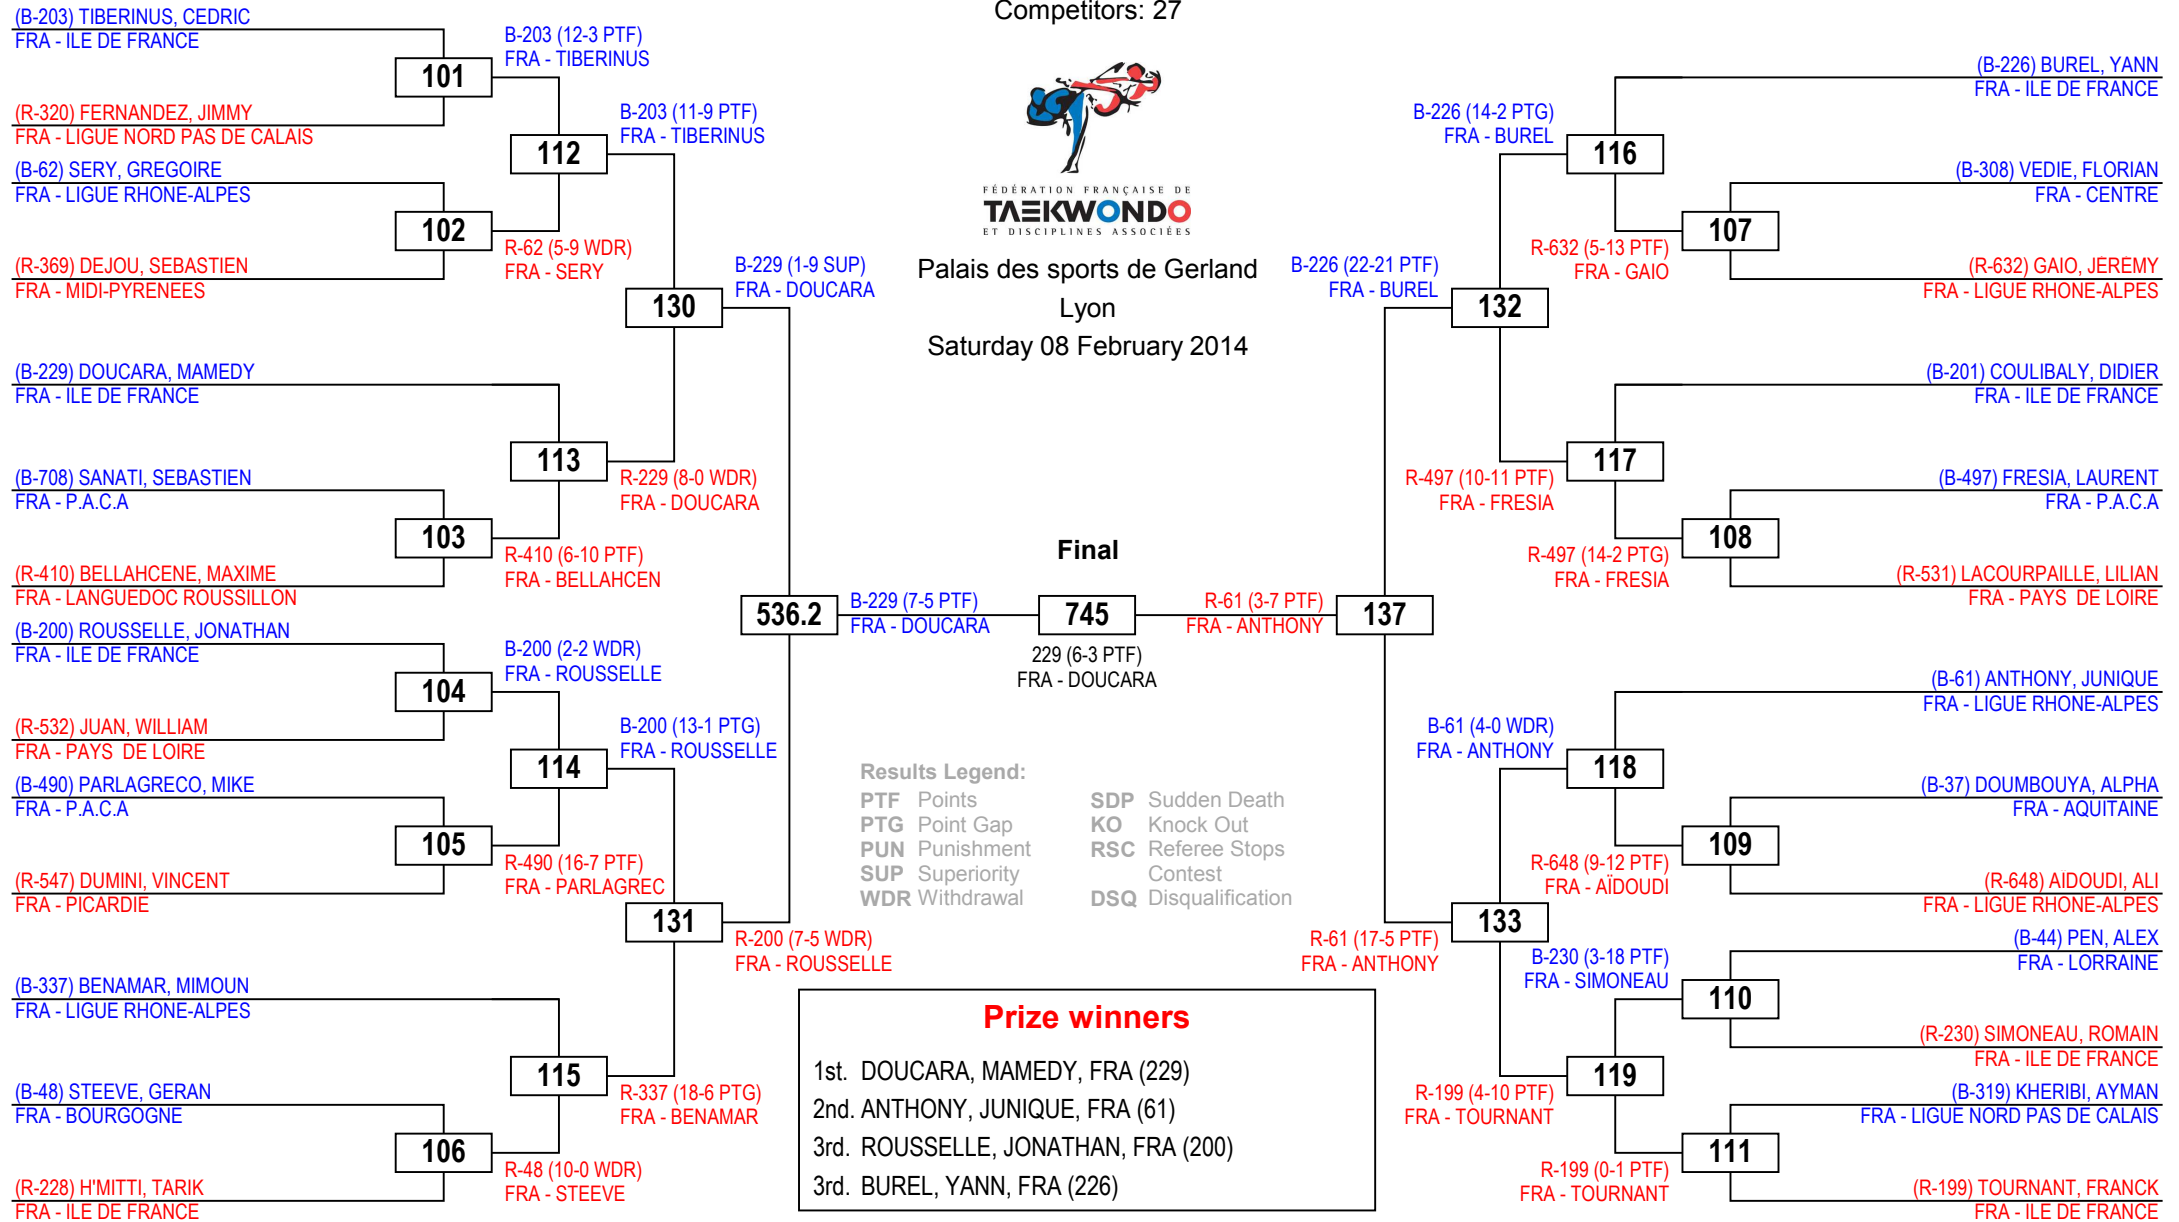 Competitors: 27
FÉDÉRATION FRANÇAISE DE
TAEKWONDO
ET DISCIPLINES ASSOCIÉES
Palais des sports de Gerland
Lyon
Saturday 08 February 2014
(B-203) TIBERINUS, CEDRIC
FRA - ILE DE FRANCE
(R-320) FERNANDEZ, JIMMY
FRA - LIGUE NORD PAS DE CALAIS
(B-62) SERY, GREGOIRE
FRA - LIGUE RHONE-ALPES
(R-369) DEJOU, SEBASTIEN
FRA - MIDI-PYRENEES
(B-229) DOUCARA, MAMEDY
FRA - ILE DE FRANCE
(B-708) SANATI, SEBASTIEN
FRA - P.A.C.A
(R-410) BELLAHCENE, MAXIME
FRA - LANGUEDOC ROUSSILLON
(B-200) ROUSSELLE, JONATHAN
FRA - ILE DE FRANCE
(R-532) JUAN, WILLIAM
FRA - PAYS  DE LOIRE
(B-490) PARLAGRECO, MIKE
FRA - P.A.C.A
(R-547) DUMINI, VINCENT
FRA - PICARDIE
(B-337) BENAMAR, MIMOUN
FRA - LIGUE RHONE-ALPES
(B-48) STEEVE, GERAN
FRA - BOURGOGNE
(R-228) H'MITTI, TARIK
FRA - ILE DE FRANCE
101
102
103
104
105
106
B-203 (12-3 PTF)
FRA - TIBERINUS
R-62 (5-9 WDR)
FRA - SERY
R-410 (6-10 PTF)
FRA - BELLAHCEN
B-200 (2-2 WDR)
FRA - ROUSSELLE
R-490 (16-7 PTF)
FRA - PARLAGREC
R-48 (10-0 WDR)
FRA - STEEVE
112
113
114
115
B-203 (11-9 PTF)
FRA - TIBERINUS
R-229 (8-0 WDR)
FRA - DOUCARA
B-200 (13-1 PTG)
FRA - ROUSSELLE
R-337 (18-6 PTG)
FRA - BENAMAR
130
131
B-229 (1-9 SUP)
FRA - DOUCARA
R-200 (7-5 WDR)
FRA - ROUSSELLE
536.2
B-229 (7-5 PTF)
FRA - DOUCARA
Final
745
229 (6-3 PTF)
FRA - DOUCARA
R-61 (3-7 PTF)
FRA - ANTHONY
137
B-226 (22-21 PTF)
FRA - BUREL
R-61 (17-5 PTF)
FRA - ANTHONY
132
133
B-226 (14-2 PTG)
FRA - BUREL
R-497 (10-11 PTF)
FRA - FRESIA
B-61 (4-0 WDR)
FRA - ANTHONY
R-199 (4-10 PTF)
FRA - TOURNANT
116
117
118
119
R-632 (5-13 PTF)
FRA - GAIO
R-497 (14-2 PTG)
FRA - FRESIA
R-648 (9-12 PTF)
FRA - AÏDOUDI
B-230 (3-18 PTF)
FRA - SIMONEAU
R-199 (0-1 PTF)
FRA - TOURNANT
107
108
109
110
111
(B-226) BUREL, YANN
FRA - ILE DE FRANCE
(B-308) VEDIE, FLORIAN
FRA - CENTRE
(R-632) GAIO, JÉRÉMY
FRA - LIGUE RHONE-ALPES
(B-201) COULIBALY, DIDIER
FRA - ILE DE FRANCE
(B-497) FRESIA, LAURENT
FRA - P.A.C.A
(R-531) LACOURPAILLE, LILIAN
FRA - PAYS  DE LOIRE
(B-61) ANTHONY, JUNIQUE
FRA - LIGUE RHONE-ALPES
(B-37) DOUMBOUYA, ALPHA
FRA - AQUITAINE
(R-648) AÏDOUDI, ALI
FRA - LIGUE RHONE-ALPES
(B-44) PEN, ALEX
FRA - LORRAINE
(R-230) SIMONEAU, ROMAIN
FRA - ILE DE FRANCE
(B-319) KHERIBI, AYMAN
FRA - LIGUE NORD PAS DE CALAIS
(R-199) TOURNANT, FRANCK
FRA - ILE DE FRANCE
Results Legend:
PTF Points
PTG Point Gap
PUN Punishment
SUP Superiority
WDR Withdrawal
SDP Sudden Death
KO Knock Out
RSC Referee Stops
Contest
DSQ Disqualification
Prize winners
1st. DOUCARA, MAMEDY, FRA (229)
2nd. ANTHONY, JUNIQUE, FRA (61)
3rd. ROUSSELLE, JONATHAN, FRA (200)
3rd. BUREL, YANN, FRA (226)